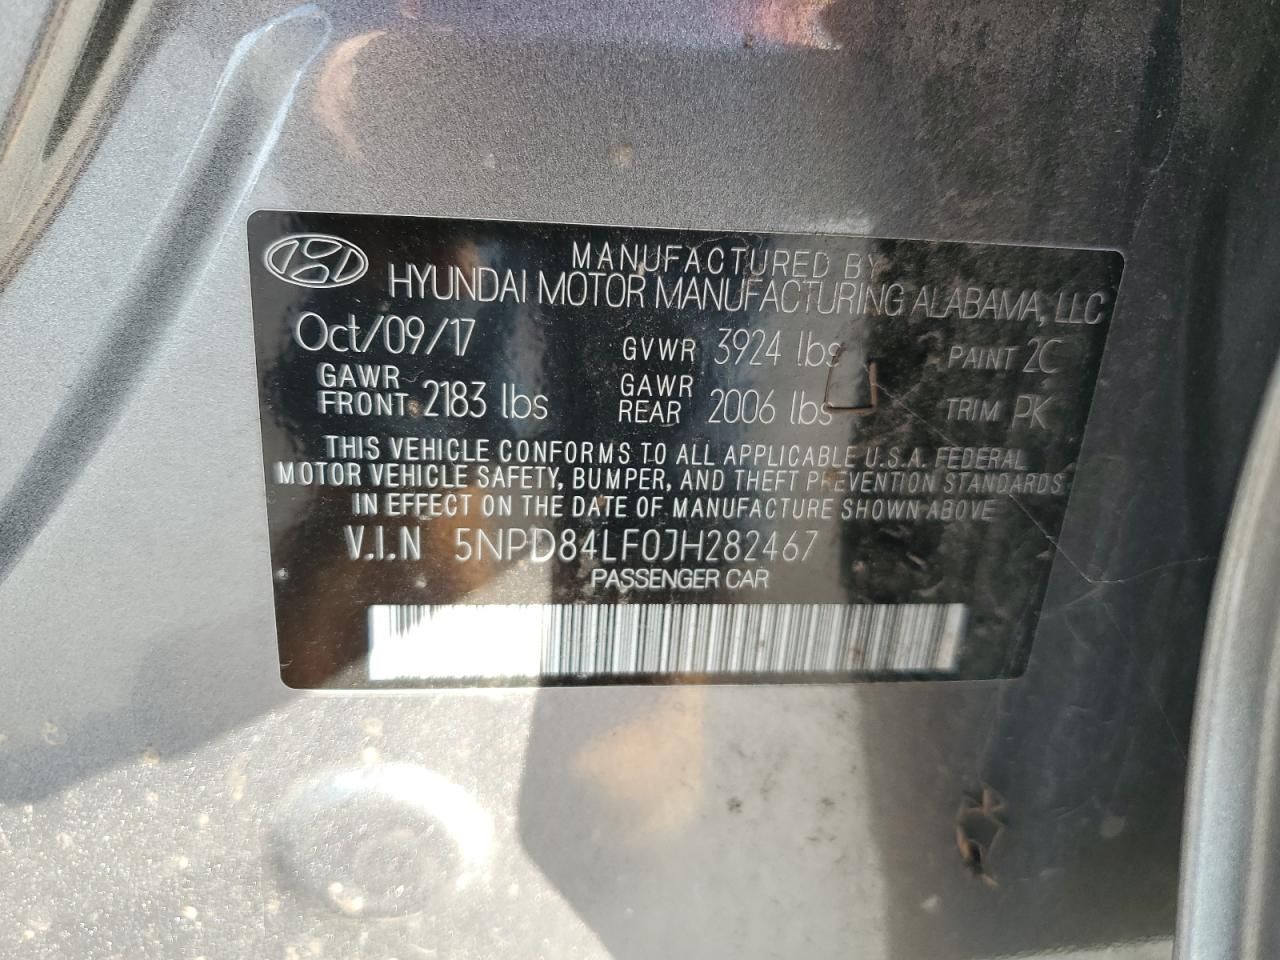 MANUFACTURED BY
HYUNDAI MOTOR MANUFACTURING ALABAMA, LLC
Oct/09/17 GVWR 3924 lbs PAINT 2C
GAWR FRONT 2183 lbs GAWR REAR 2006 lbs TRIM PK
THIS VEHICLE CONFORMS TO ALL APPLICABLE U.S.A. FEDERAL
MOTOR VEHICLE SAFETY, BUMPER, AND THEFT PREVENTION STANDARDS
IN EFFECT ON THE DATE OF MANUFACTURE SHOWN ABOVE
V.I.N 5NPD84LF0JH282467
PASSENGER CAR